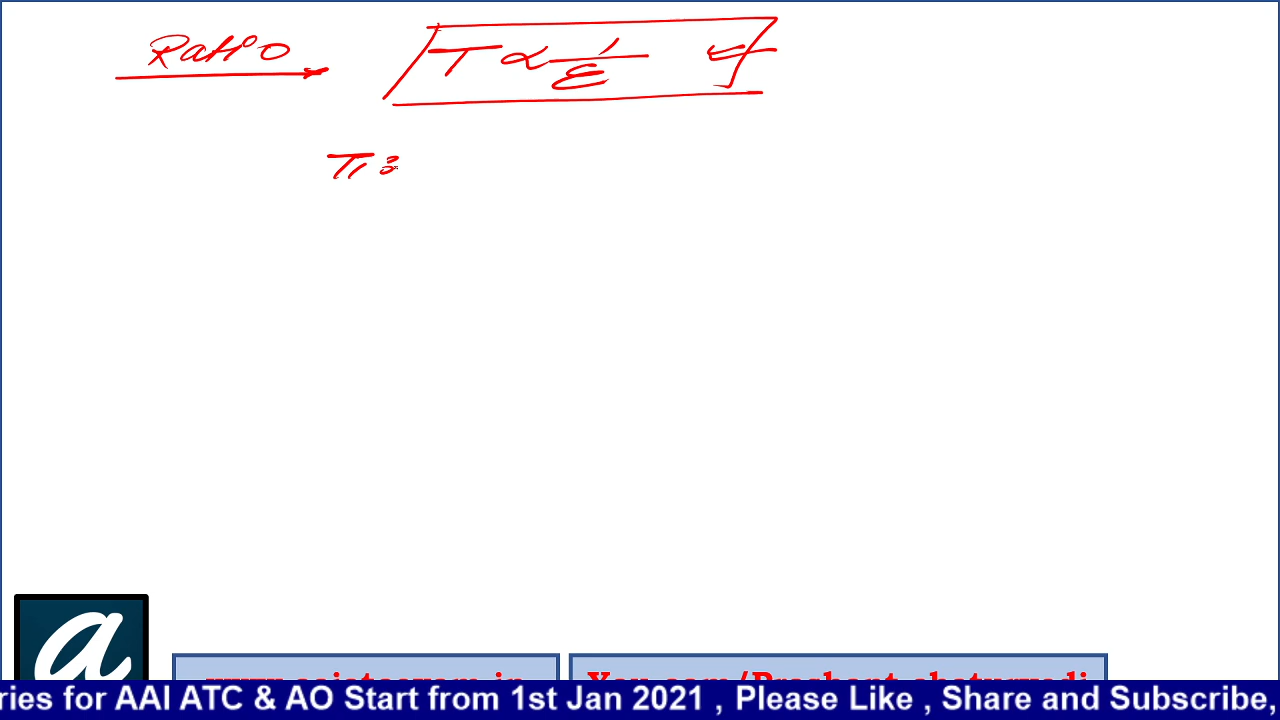 Ratio T ∝ 1/E
T1 :
a
ries for AAI ATC & AO Start from 1st Jan 2021 , Please Like , Share and Subscribe,